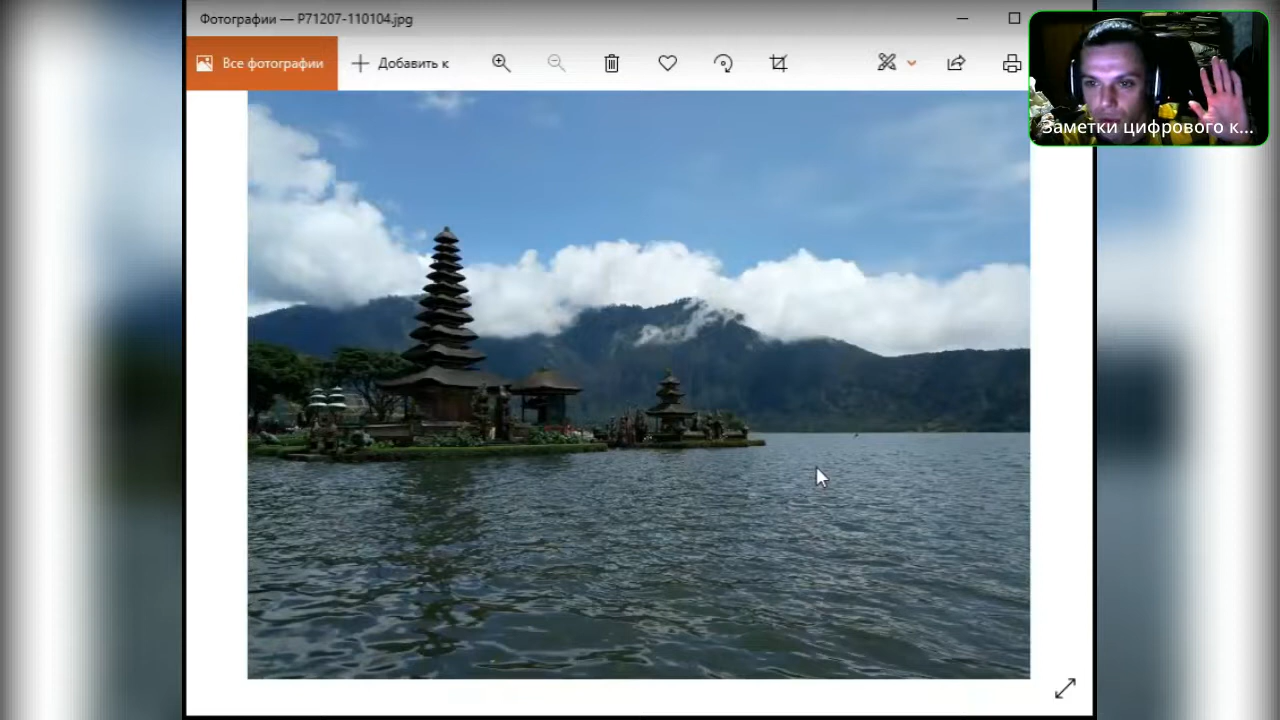 Фотографии — P71207-110104.jpg
Все фотографии
Добавить к
Заметки цифрового к...